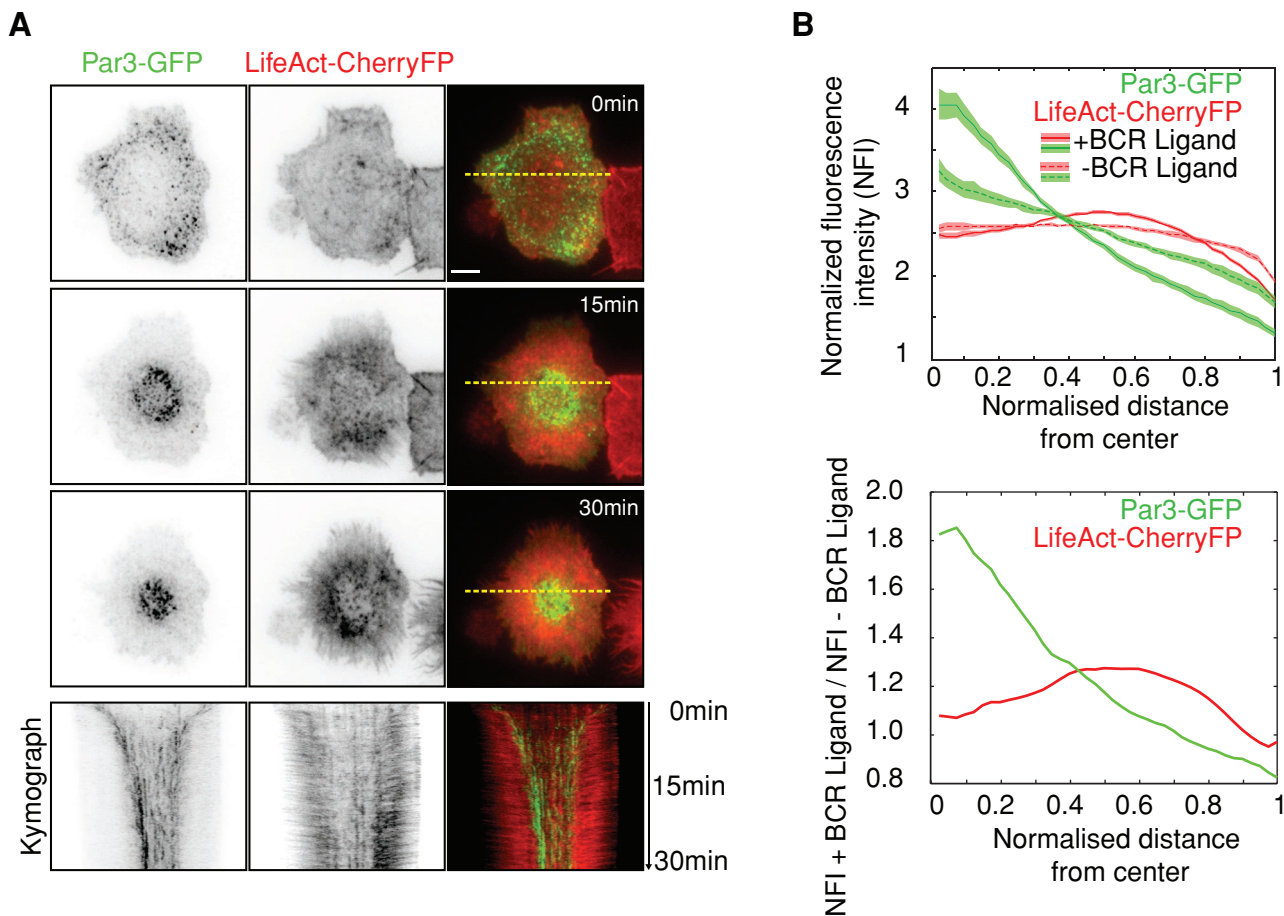 A
Par3-GFP
LifeAct-CherryFP
0min
15min
30min
Kymograph
0min
15min
30min
B
Normalized fluorescence
intensity (NFI)
4
3
2
1
Par3-GFP
LifeAct-CherryFP
+BCR Ligand
-BCR Ligand
0
0.2
0.4
0.6
0.8
1
Normalised distance
from center
NFI + BCR Ligand / NFI - BCR Ligand
2.0
1.8
1.6
1.4
1.2
1.0
0.8
Par3-GFP
LifeAct-CherryFP
0
0.2
0.4
0.6
0.8
1
Normalised distance
from center